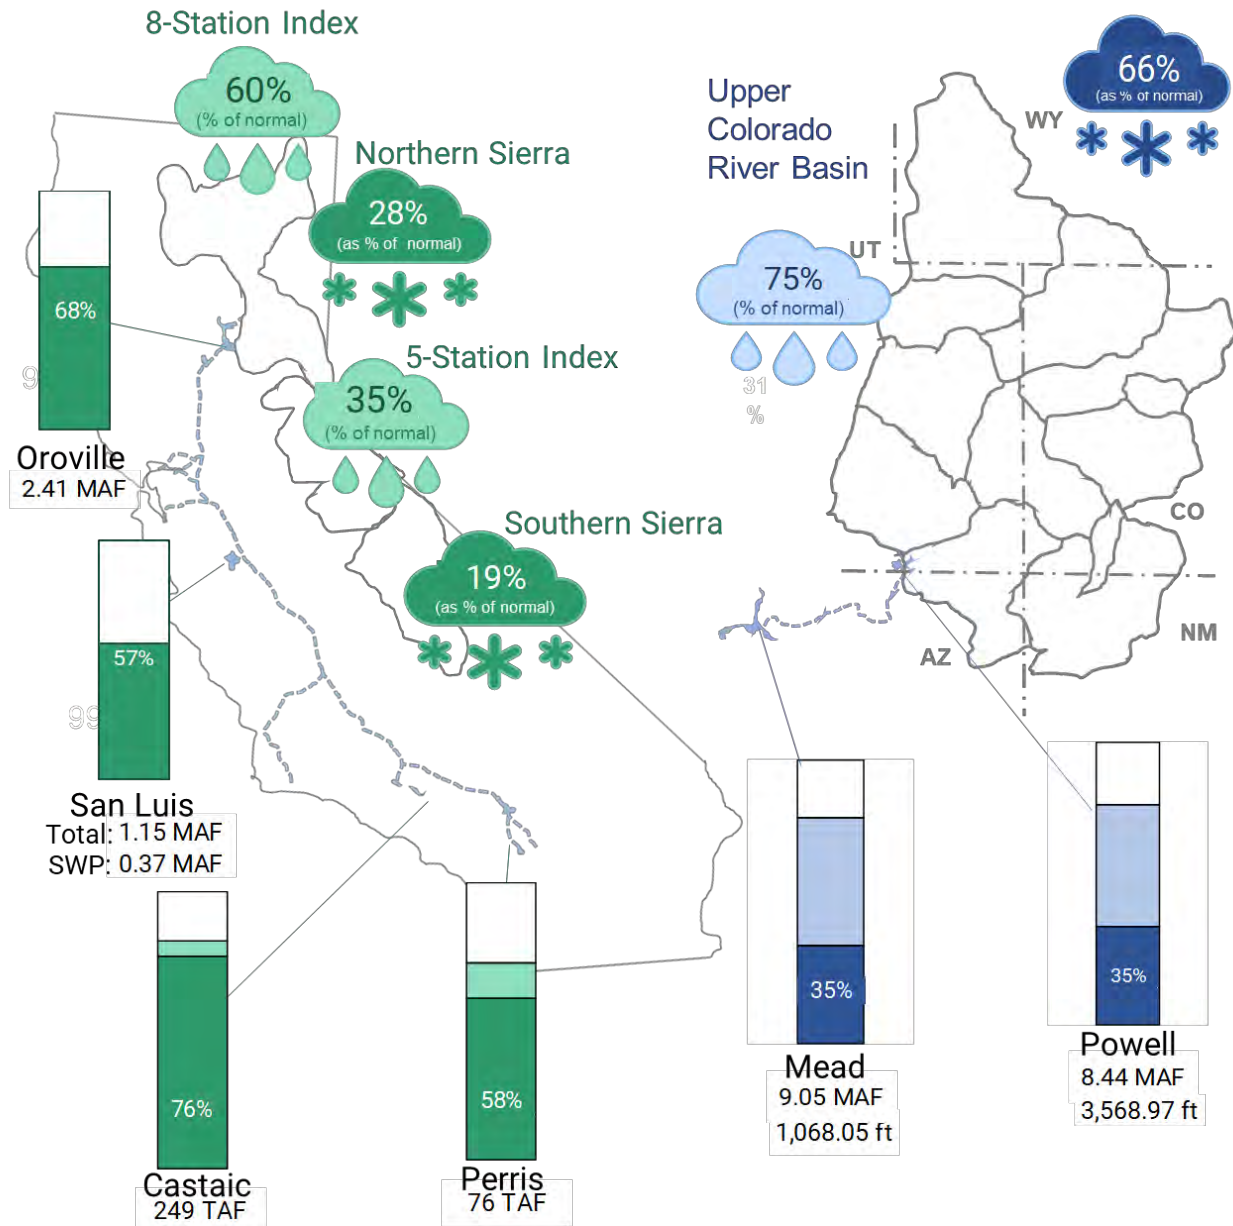 8-Station Index
60%
(% of normal)
Northern Sierra
28%
(as % of normal)
68%
9
Oroville
2.41 MAF
5-Station Index
35%
(% of normal)
Southern Sierra
19%
(as % of normal)
57%
99
San Luis
Total: 1.15 MAF
SWP: 0.37 MAF
76%
Castaic
249 TAF
58%
Perris
76 TAF
Upper
Colorado
River Basin
66%
(as % of normal)
WY
UT
75%
(% of normal)
31
%
CO
NM
AZ
35%
Mead
9.05 MAF
1,068.05 ft
35%
Powell
8.44 MAF
3,568.97 ft